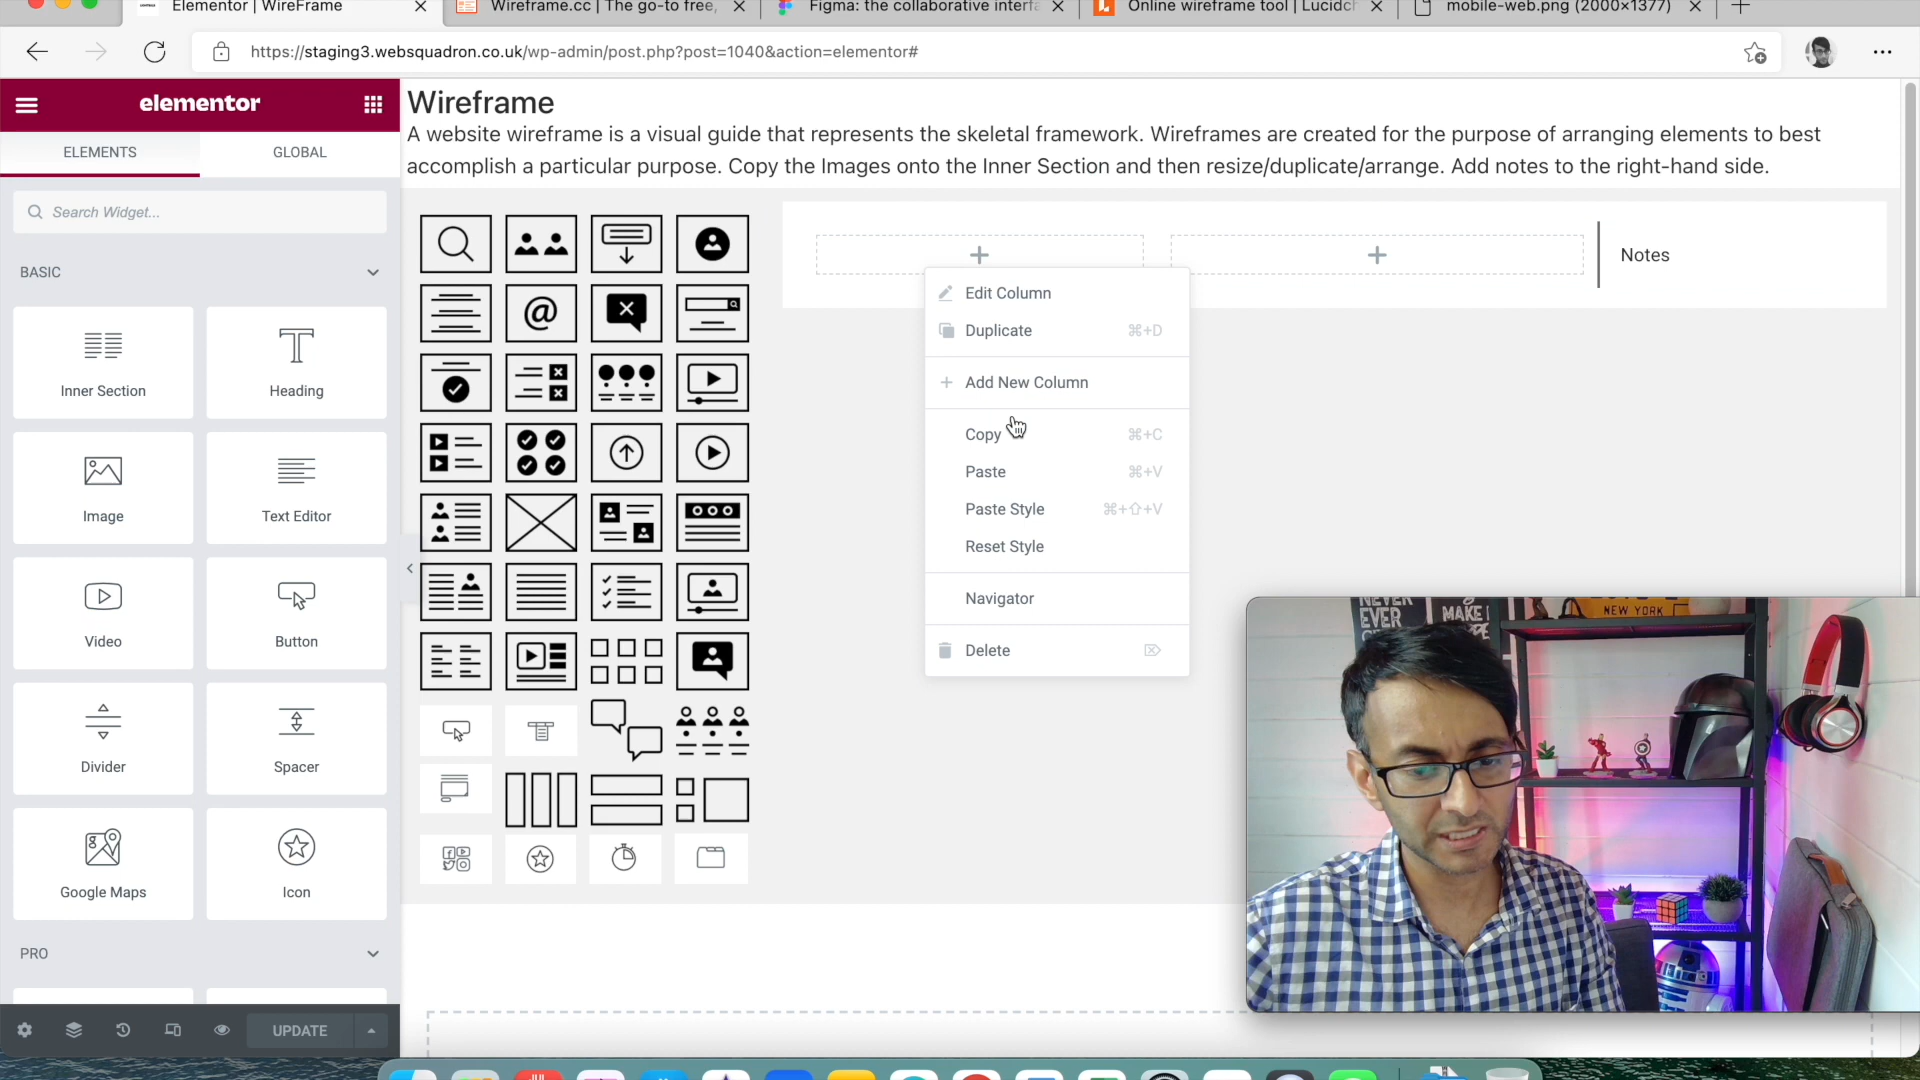 Elementor | WireFrame
Wireframe.cc | The go-to free,
Figma: the collaborative interfa
Online wireframe tool | Lucidch
mobile-web.png (2000×1377)
https://staging3.websquadron.co.uk/wp-admin/post.php?post=1040&action=elementor#
elementor
ELEMENTS
GLOBAL
Search Widget...
BASIC
Inner Section
Heading
Image
Text Editor
Video
Button
Divider
Spacer
Google Maps
Icon
PRO
UPDATE
Wireframe
A website wireframe is a visual guide that represents the skeletal framework. Wireframes are created for the purpose of arranging elements to best
accomplish a particular purpose. Copy the Images onto the Inner Section and then resize/duplicate/arrange. Add notes to the right-hand side.
@
Notes
Edit Column
Duplicate ⌘+D
Add New Column
Copy ⌘+C
Paste ⌘+V
Paste Style ⌘+⇧+V
Reset Style
Navigator
Delete ⌦
NEVER
EVER
MAKE
NEW YORK